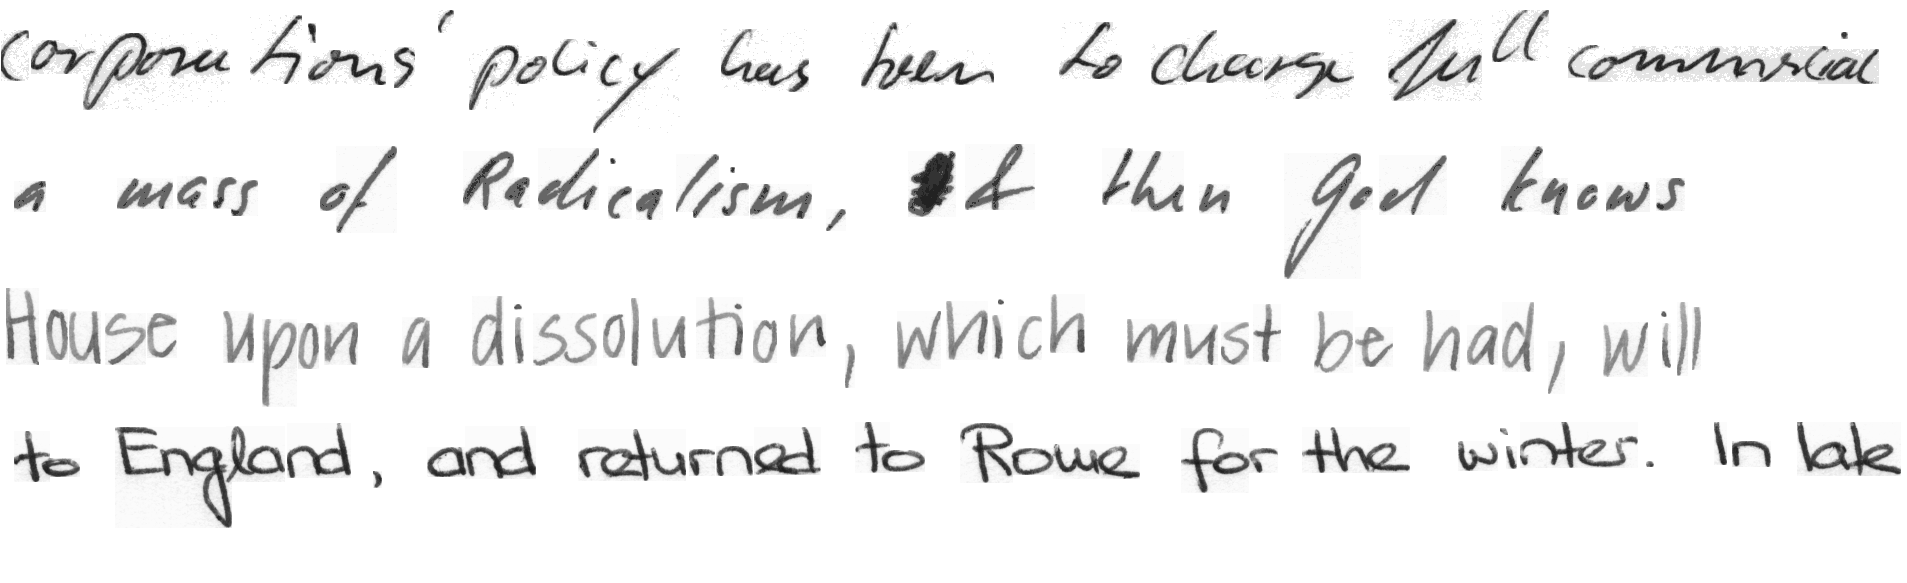 corporations' policy has been to charge full commercial
a mass of Radicalism, & then God knows
House upon a dissolution, which must be had, will
to England, and returned to Rowe for the winter. In late